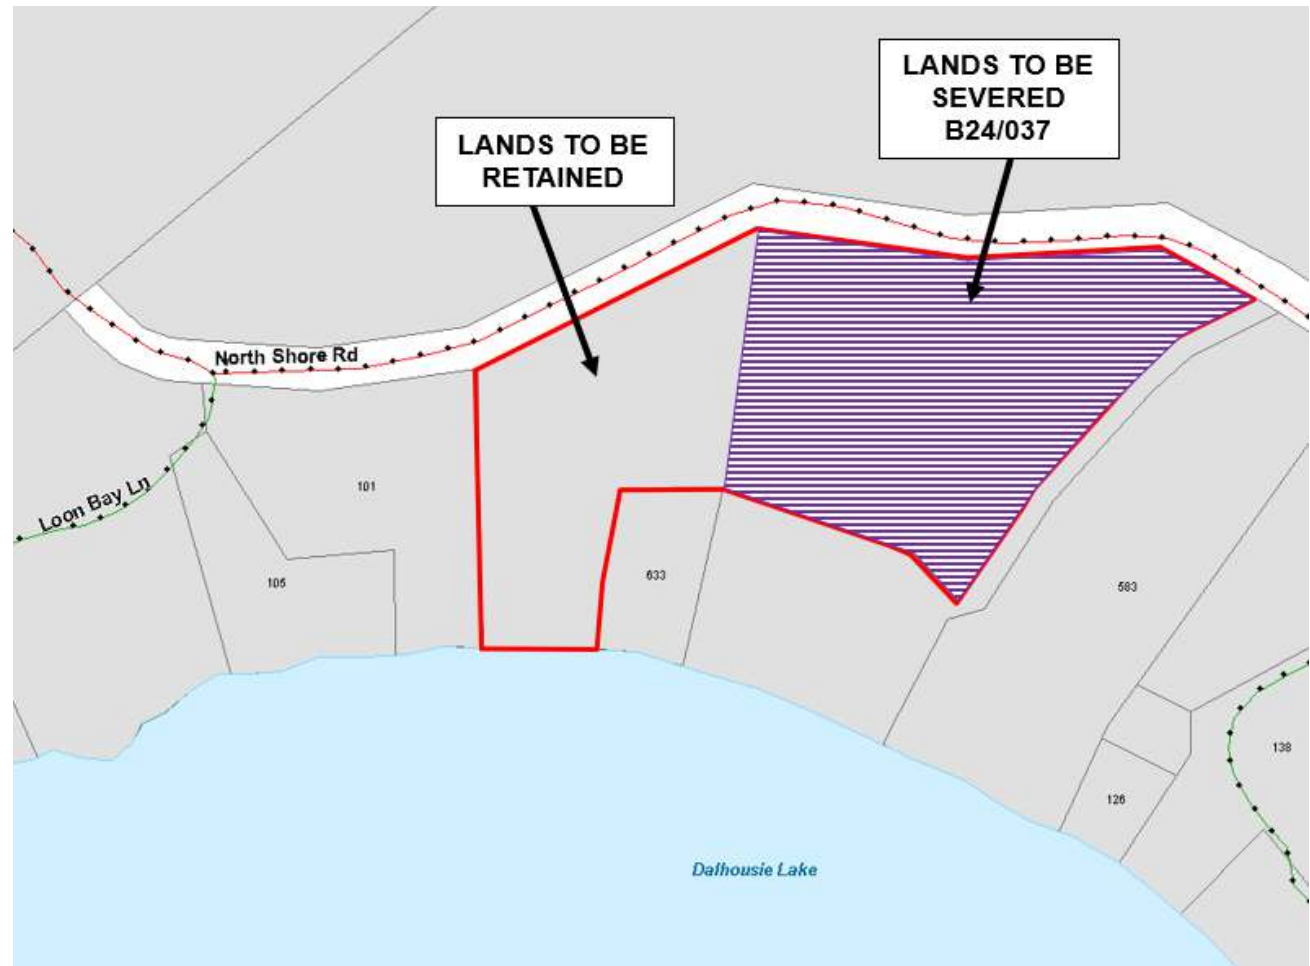 LANDS TO BE
SEVERED
B24/037
LANDS TO BE
RETAINED
North Shore Rd
Loon Bay Ln
101
105
633
583
138
126
Dalhousie Lake